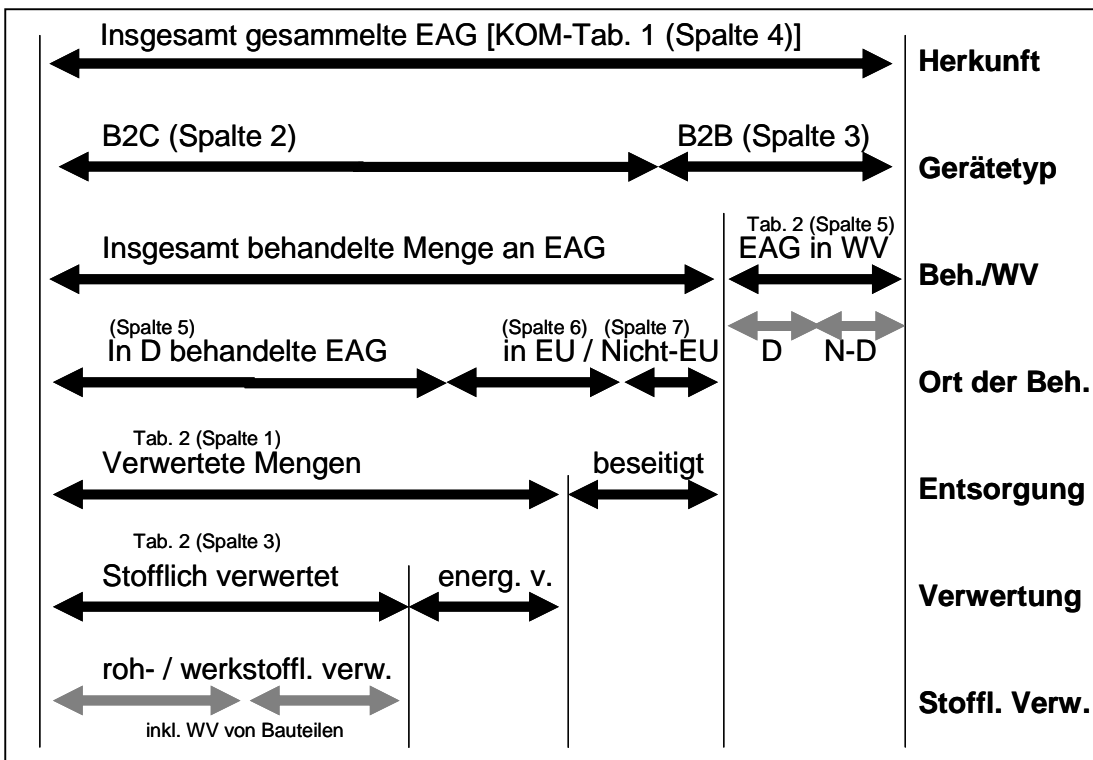 Insgesamt gesammelte EAG [KOM-Tab. 1 (Spalte 4)]
Herkunft
B2C (Spalte 2)
B2B (Spalte 3)
Gerätetyp
Tab. 2 (Spalte 5)
Insgesamt behandelte Menge an EAG
EAG in WV
Beh./WV
(Spalte 5)
(Spalte 6)
(Spalte 7)
In D behandelte EAG
in EU / Nicht-EU
D
N-D
Ort der Beh.
Tab. 2 (Spalte 1)
Verwertete Mengen
beseitigt
Entsorgung
Tab. 2 (Spalte 3)
Stofflich verwertet
energ. v.
Verwertung
roh- / werkstoffl. verw.
Stoffl. Verw.
inkl. WV von Bauteilen